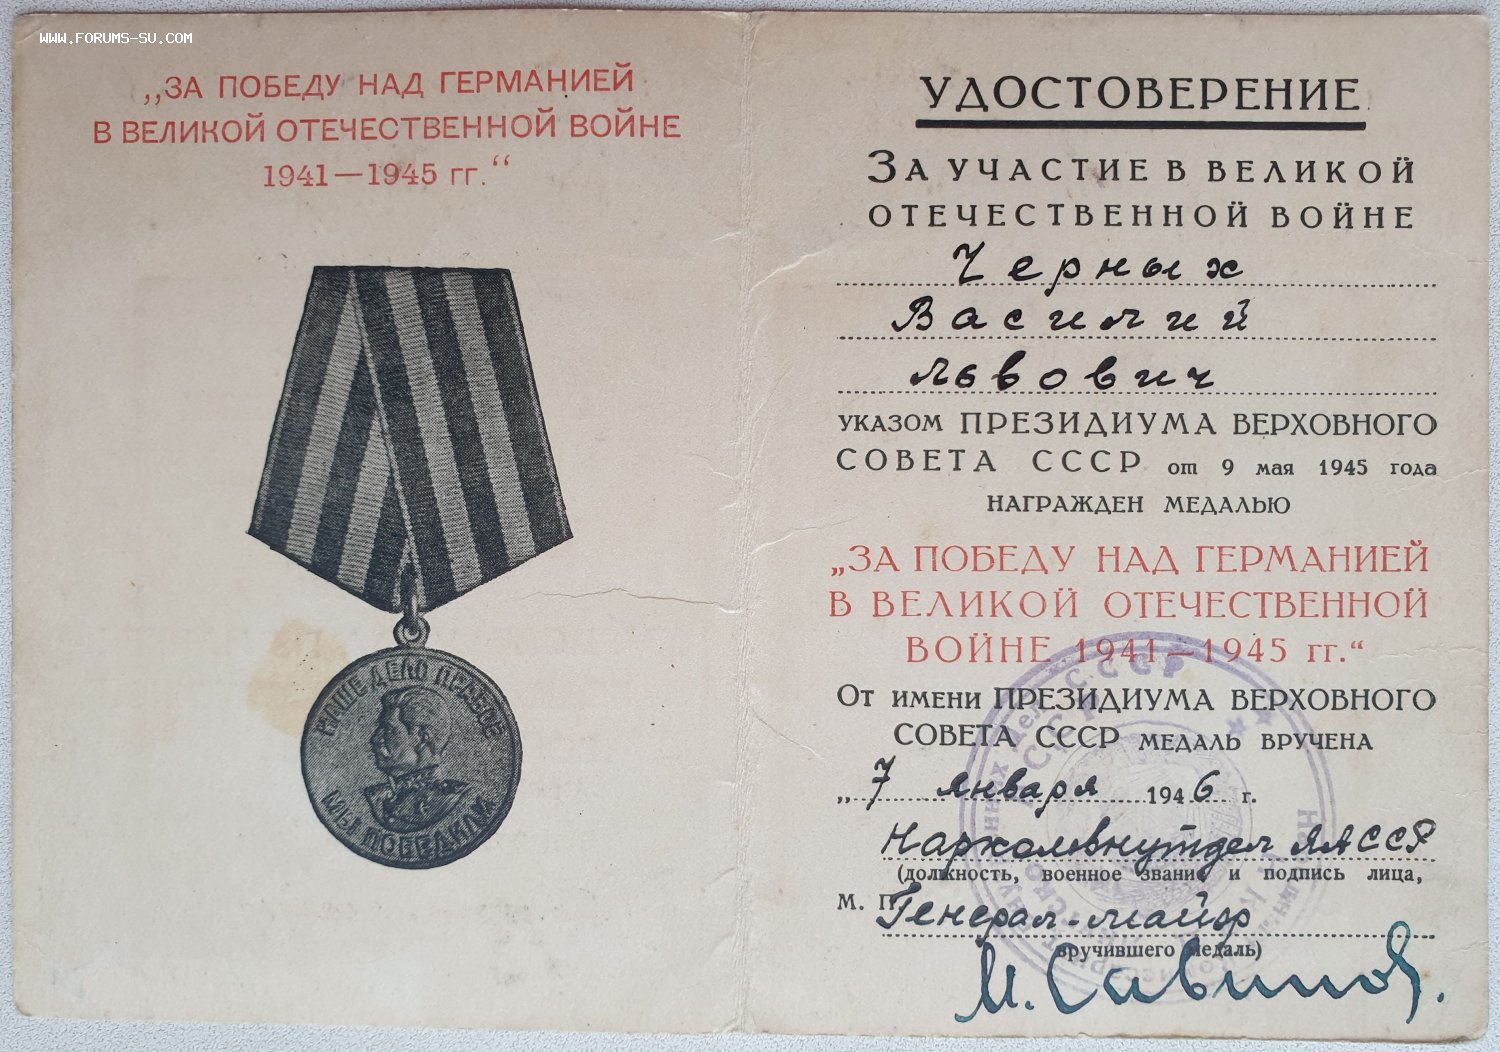 WWW.FORUMS-SU.COM
„ЗА ПОБЕДУ НАД ГЕРМАНИЕЙ
В ВЕЛИКОЙ ОТЕЧЕСТВЕННОЙ ВОЙНЕ
1941—1945 гг.“
НАШЕ ДЕЛО ПРАВОЕ
МЫ ПОБЕДИЛИ
УДОСТОВЕРЕНИЕ
ЗА УЧАСТИЕ В ВЕЛИКОЙ
ОТЕЧЕСТВЕННОЙ ВОЙНЕ
Черных
Василий
Львович
УКАЗОМ ПРЕЗИДИУМА ВЕРХОВНОГО
СОВЕТА СССР от 9 мая 1945 года
НАГРАЖДЕН МЕДАЛЬЮ
„ЗА ПОБЕДУ НАД ГЕРМАНИЕЙ
В ВЕЛИКОЙ ОТЕЧЕСТВЕННОЙ
ВОЙНЕ 1941—1945 гг.“
ОТ ИМЕНИ ПРЕЗИДИУМА ВЕРХОВНОГО
СОВЕТА СССР МЕДАЛЬ ВРУЧЕНА
„7 января 1946 г.
Наркомвнутдел ЯАССР
(должность, военное звание и подпись лица,
М. П.
Генерал-майор
вручившего медаль)
И. Савинов.
дел СССР